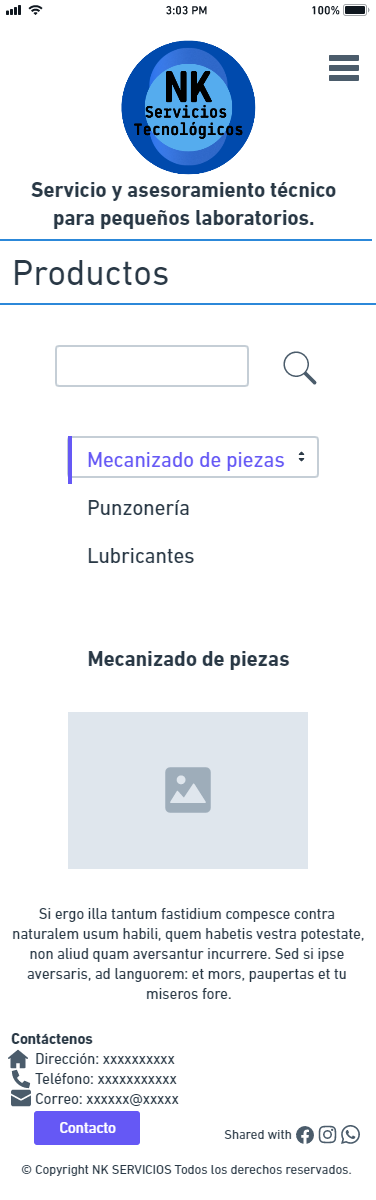 3:03 PM
100%
NK
Servicios
Tecnológicos
Servicio y asesoramiento técnico
para pequeños laboratorios.
Productos
Mecanizado de piezas
Punzonería
Lubricantes
Mecanizado de piezas
Si ergo illa tantum fastidium compesce contra
naturalem usum habili, quem habetis vestra potestate,
non aliud quam aversantur incurrere. Sed si ipse
aversaris, ad languorem: et mors, paupertas et tu
miseros fore.
Contáctenos
Dirección: xxxxxxxxxx
Teléfono: xxxxxxxxxxx
Correo: xxxxxx@xxxxx
Contacto
Shared with
© Copyright NK SERVICIOS Todos los derechos reservados.